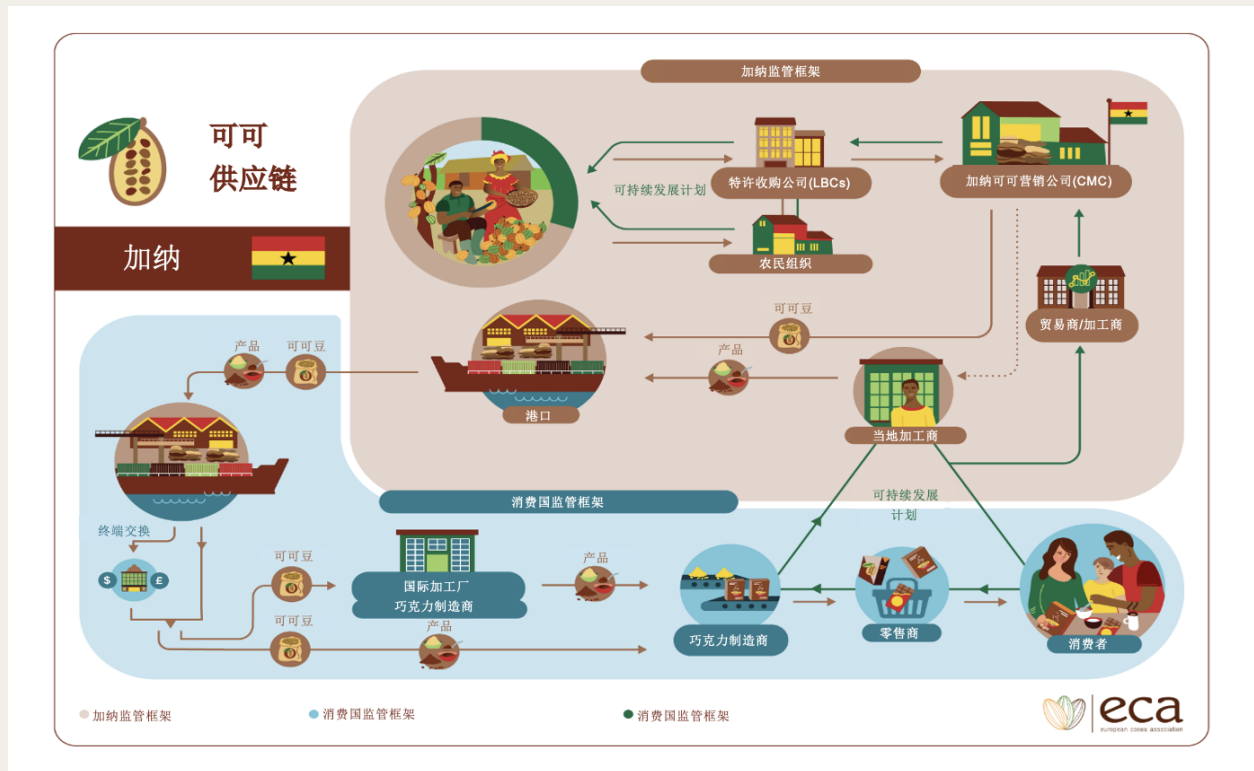 加纳监管框架
可可
供应链
加纳
可持续发展计划
特许收购公司(LBCs)
加纳可可营销公司(CMC)
农民组织
贸易商/加工商
可可豆
产品
港口
当地加工商
产品
可可豆
消费国监管框架
可持续发展
计划
终端交换
$
£
可可豆
国际加工厂
巧克力制造商
产品
可可豆
产品
巧克力制造商
零售商
消费者
加纳监管框架
消费国监管框架
消费国监管框架
eca
european cocoa association